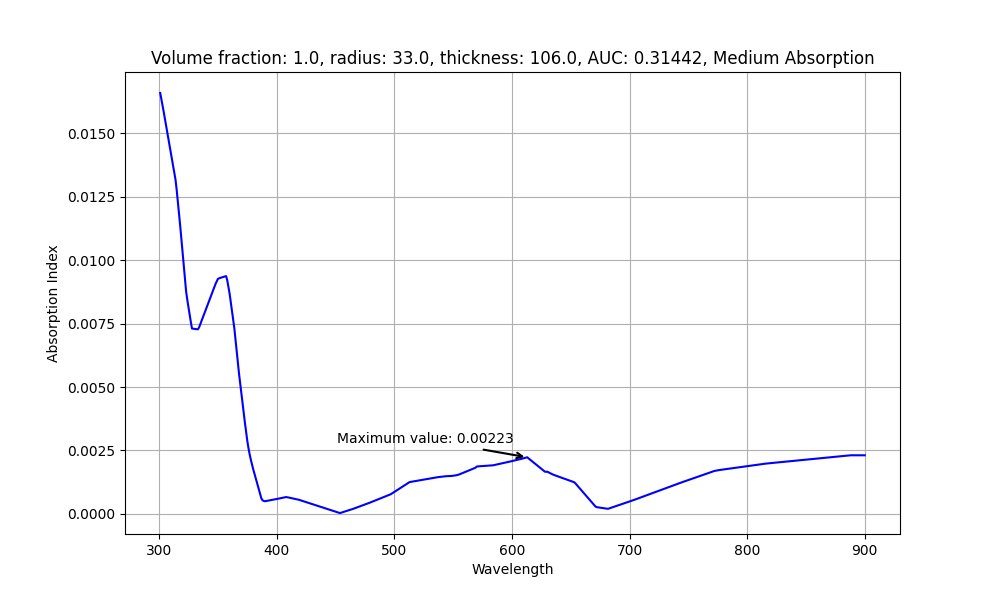 Volume fraction: 1.0, radius: 33.0, thickness: 106.0, AUC: 0.31442, Medium Absorption
0.0150
0.0125
0.0100
0.0075
0.0050
0.0025
0.0000
Absorption Index
Maximum value: 0.00223
300 400 500 600 700 800 900
Wavelength